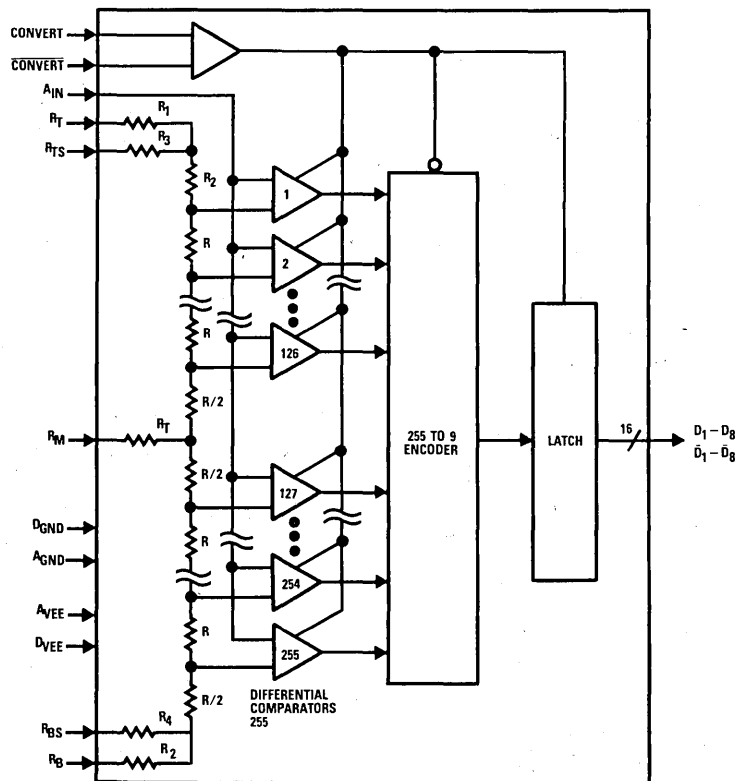 CONVERT
CONVERT
AIN
RT
R1
RTS
R3
R2
1
R
2
R
126
R/2
RM
RT
R/2
127
DGND
R
AGND
254
AVEE
R
DVEE
255
R/2
DIFFERENTIAL
COMPARATORS
255
RBS
R4
RB
R2
255 TO 9
ENCODER
LATCH
16
D1–D8
D̄1–D̄8